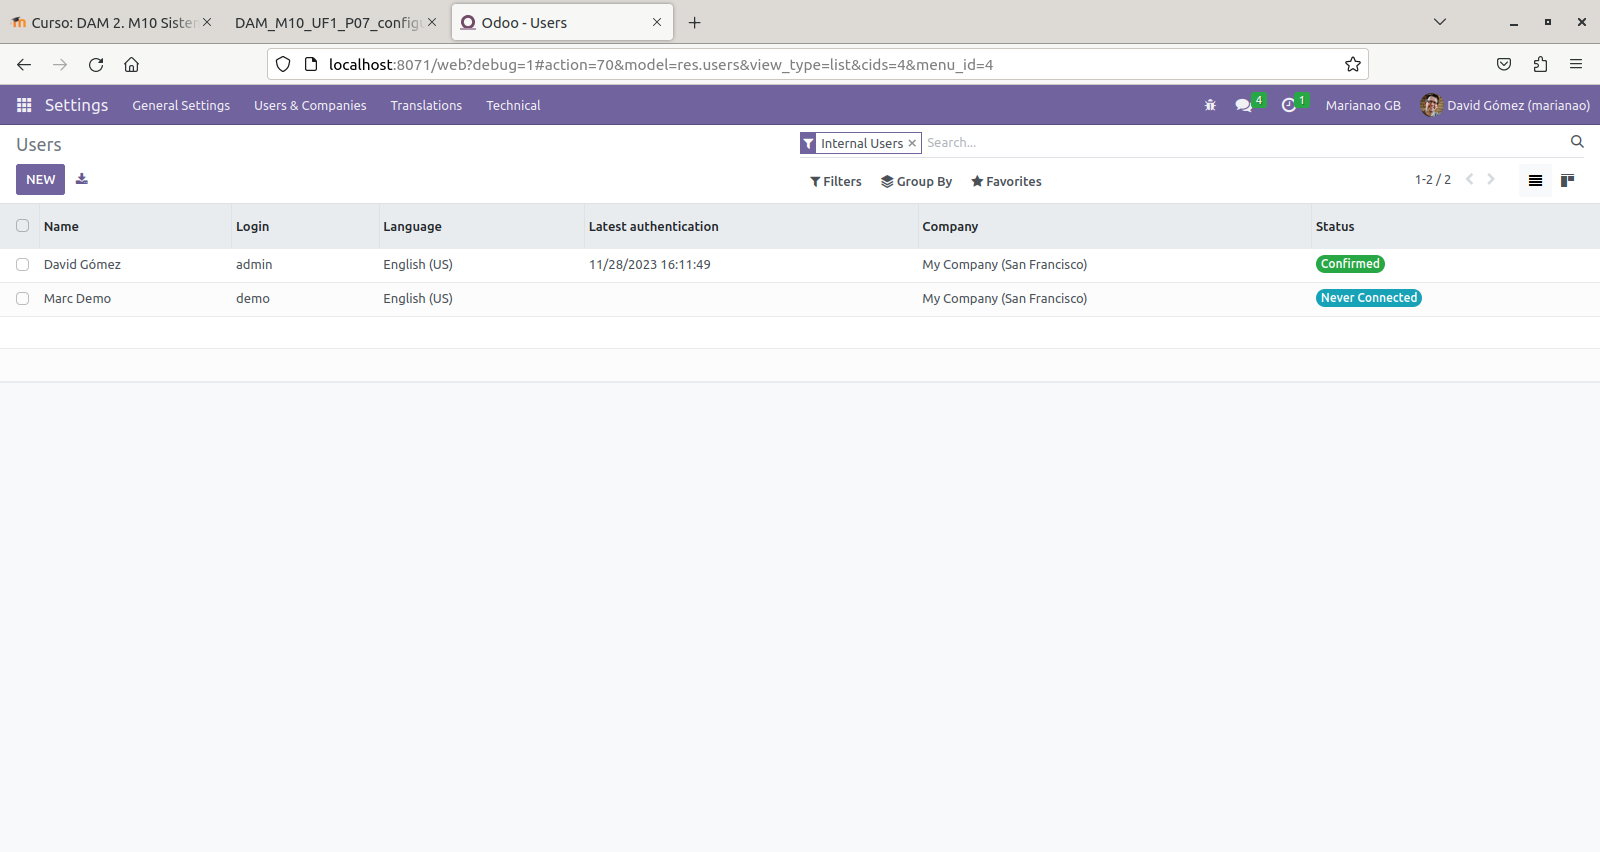 Curso: DAM 2. M10 Sister
DAM_M10_UF1_P07_config
Odoo - Users
localhost:8071/web?debug=1#action=70&model=res.users&view_type=list&cids=4&menu_id=4
Settings General Settings Users & Companies Translations Technical 4 1 Marianao GB David Gómez (marianao)
Users
Internal Users × Search...
NEW
Filters Group By Favorites 1-2 / 2
Name Login Language Latest authentication Company Status
David Gómez admin English (US) 11/28/2023 16:11:49 My Company (San Francisco) Confirmed
Marc Demo demo English (US) My Company (San Francisco) Never Connected